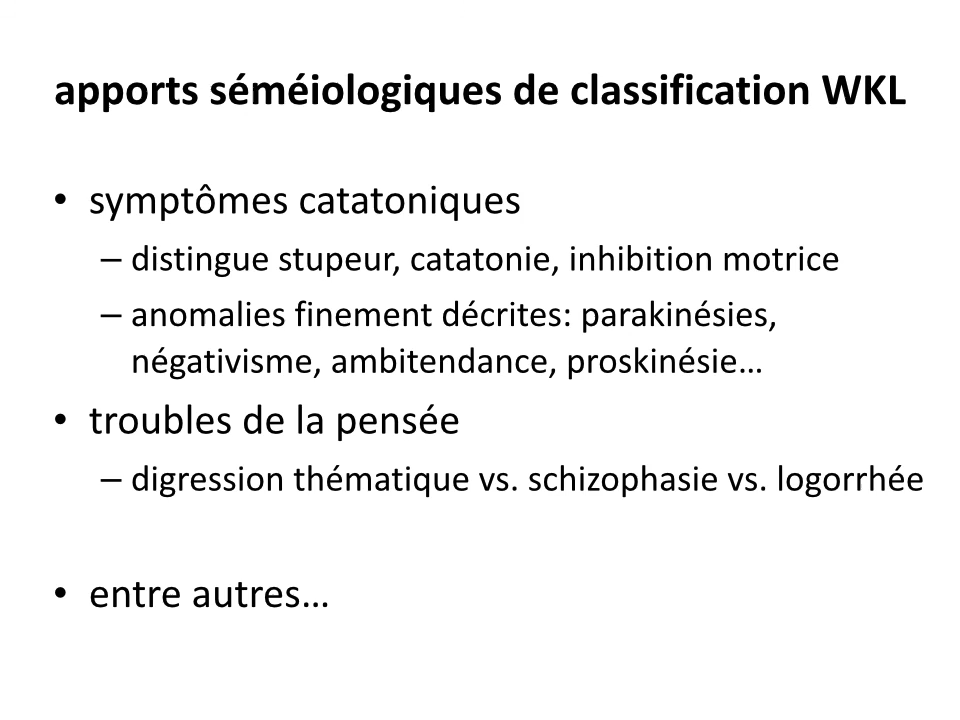 apports séméiologiques de classification WKL
• symptômes catatoniques
– distingue stupeur, catatonie, inhibition motrice
– anomalies finement décrites: parakinésies,
négativisme, ambitendance, proskinésie…
• troubles de la pensée
– digression thématique vs. schizophasie vs. logorrhée
• entre autres…